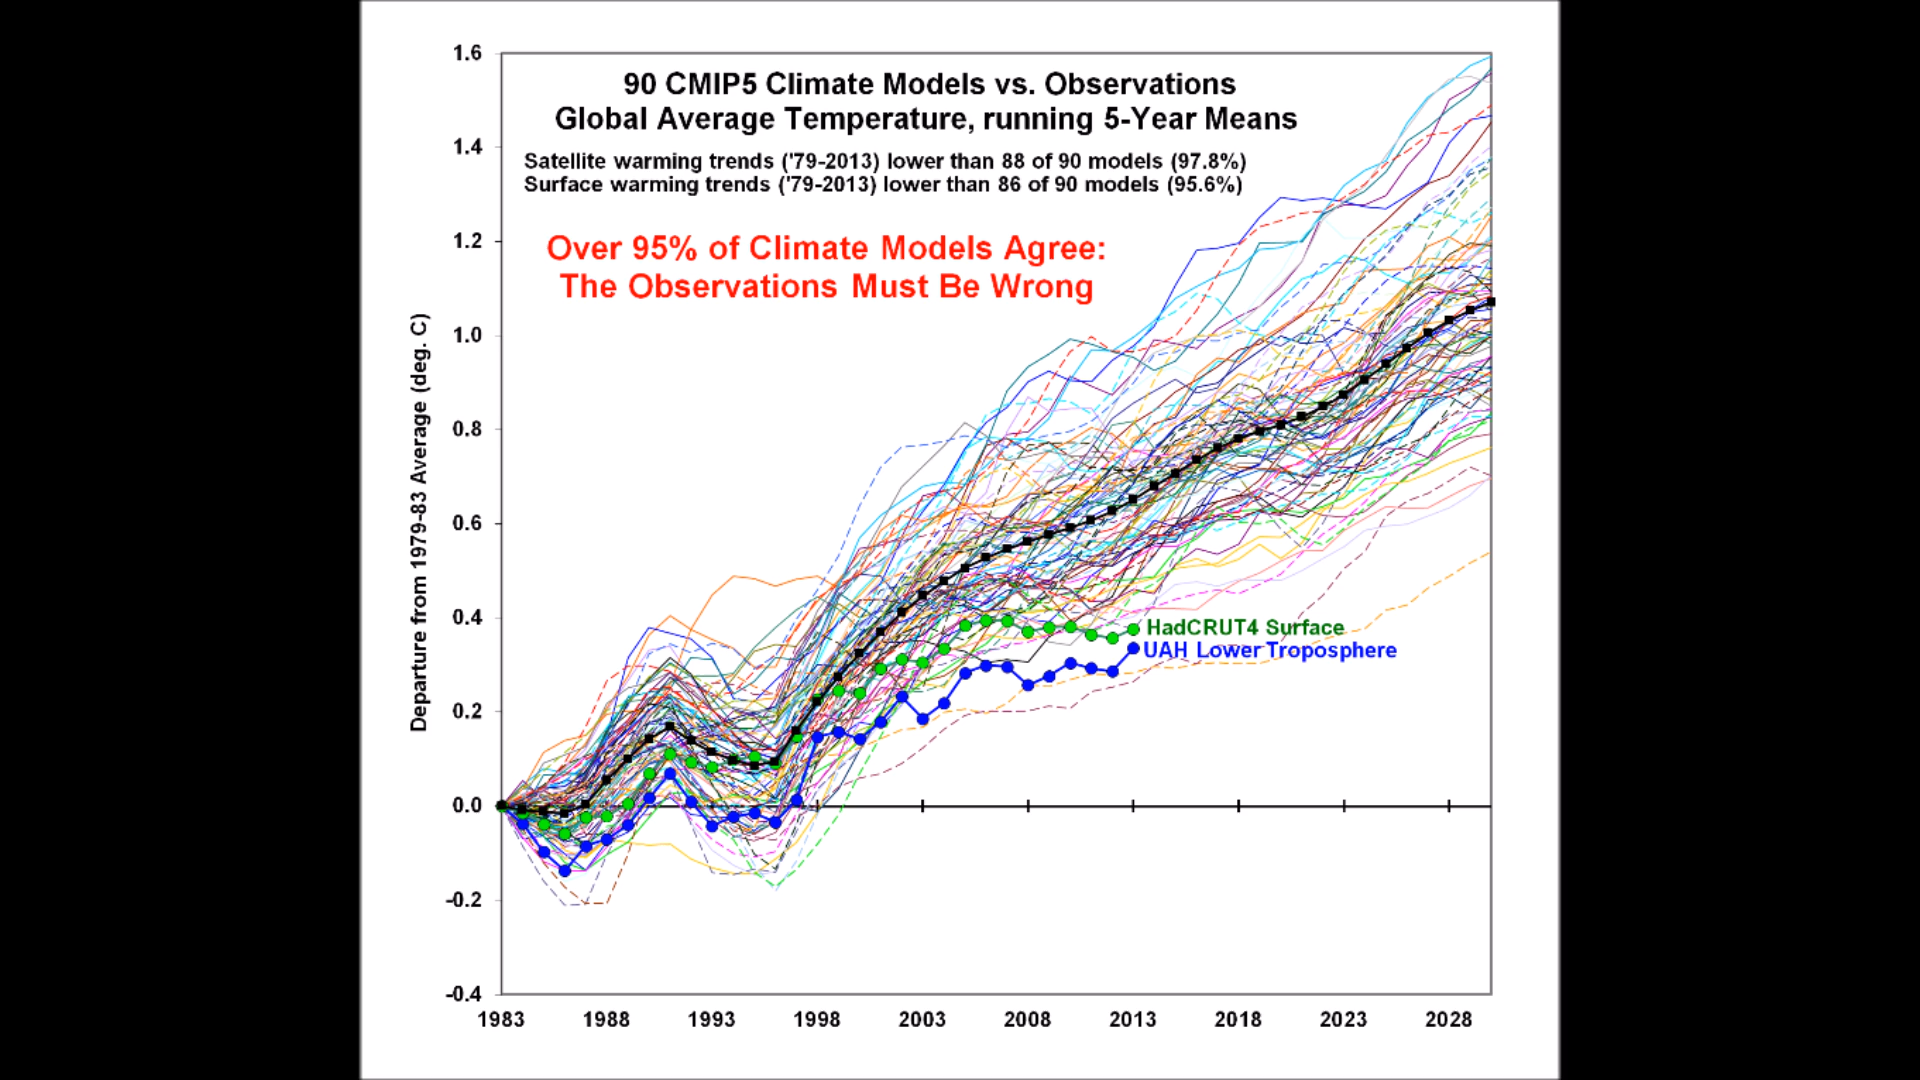 90 CMIP5 Climate Models vs. Observations
Global Average Temperature, running 5-Year Means
Satellite warming trends ('79-2013) lower than 88 of 90 models (97.8%)
Surface warming trends ('79-2013) lower than 86 of 90 models (95.6%)
Over 95% of Climate Models Agree:
The Observations Must Be Wrong
Departure from 1979-83 Average (deg. C)
1.6
1.4
1.2
1.0
0.8
0.6
0.4
0.2
0.0
-0.2
-0.4
HadCRUT4 Surface
UAH Lower Troposphere
1983 1988 1993 1998 2003 2008 2013 2018 2023 2028